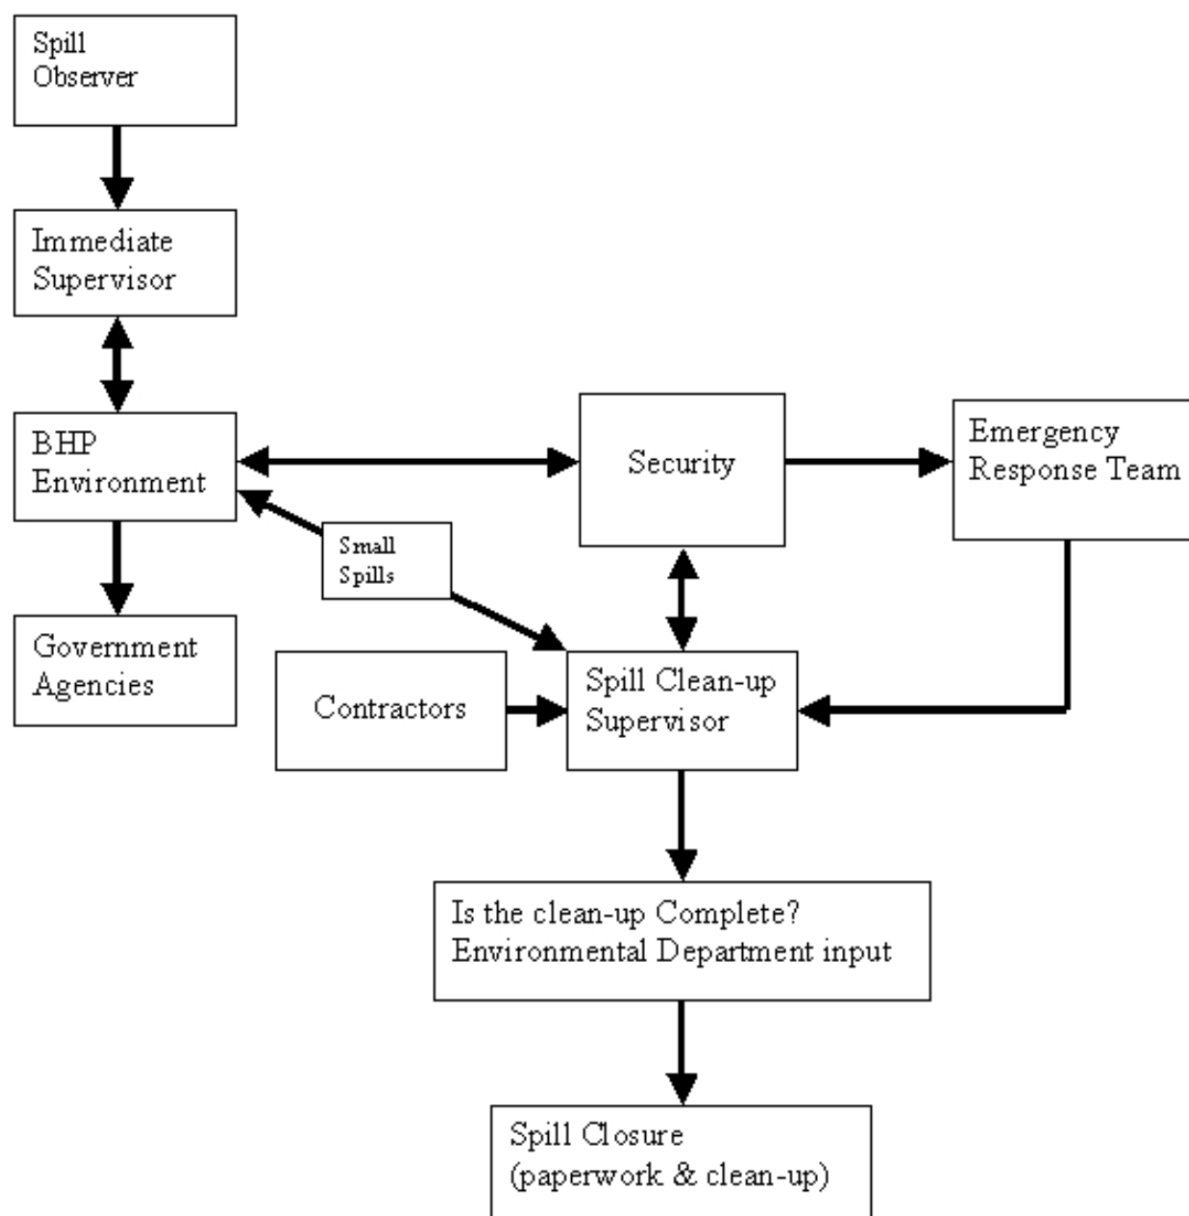 Spill
Observer
Immediate
Supervisor
BHP
Environment
Security
Emergency
Response Team
Small
Spills
Government
Agencies
Contractors
Spill Clean-up
Supervisor
Is the clean-up Complete?
Environmental Department input
Spill Closure
(paperwork & clean-up)